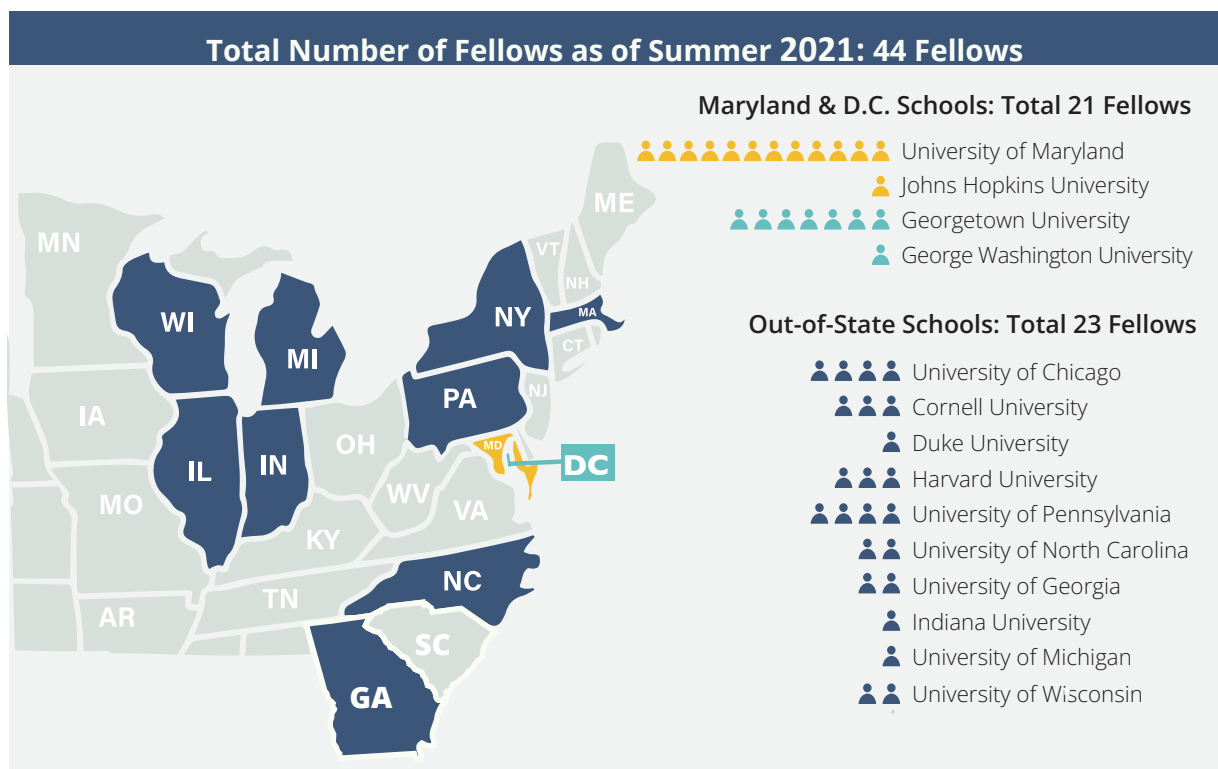 Total Number of Fellows as of Summer 2021: 44 Fellows
Maryland & D.C. Schools: Total 21 Fellows
University of Maryland
Johns Hopkins University
Georgetown University
George Washington University
Out-of-State Schools: Total 23 Fellows
University of Chicago
Cornell University
Duke University
Harvard University
University of Pennsylvania
University of North Carolina
University of Georgia
Indiana University
University of Michigan
University of Wisconsin
ME
MN
VT
NH
WI
NY
MA
MI
CT
PA
NJ
IA
OH
MD
DC
IL
IN
WV
MO
VA
KY
NC
TN
AR
SC
GA